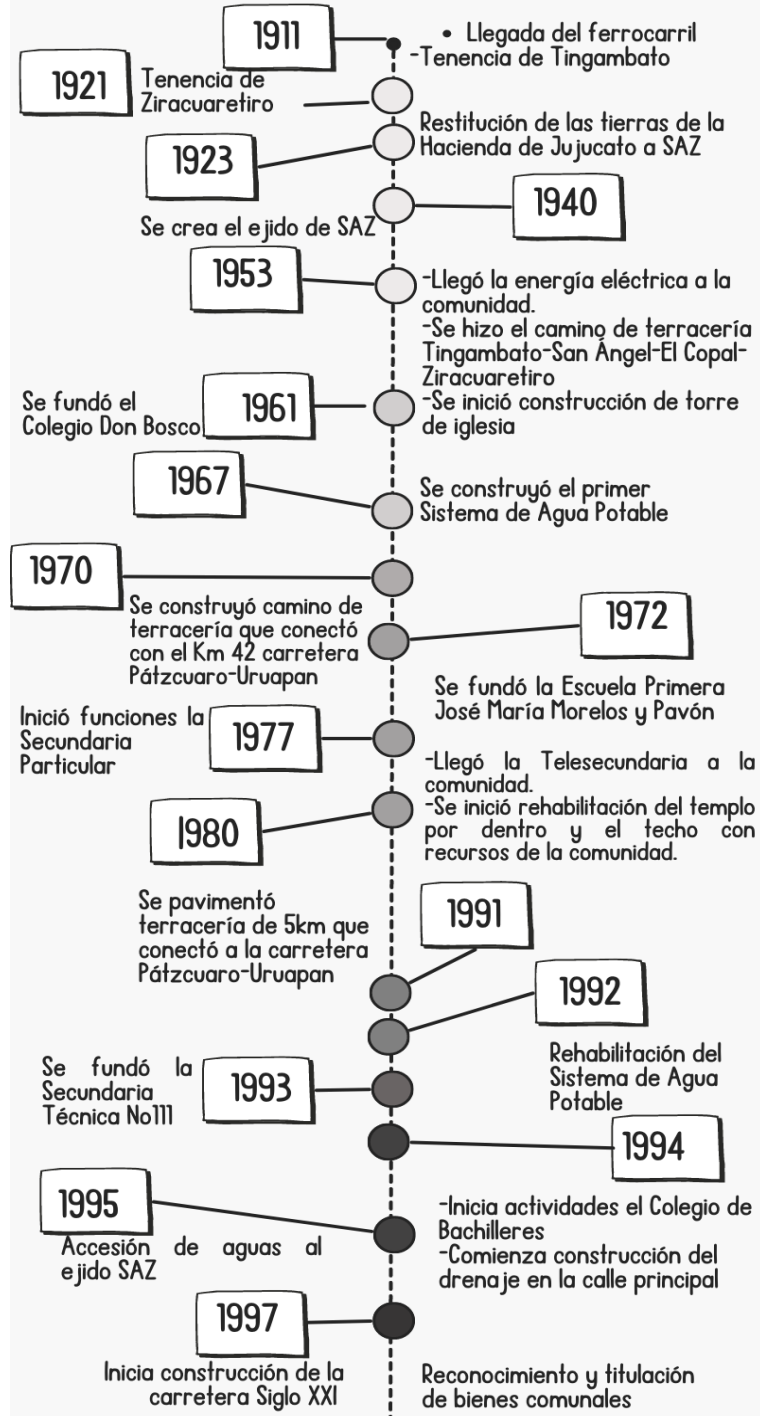 1911
• Llegada del ferrocarril
-Tenencia de Tingambato
1921
Tenencia de
Ziracuaretiro
1923
Restitución de las tierras de la
Hacienda de Jujucato a SAZ
1940
Se crea el ejido de SAZ
1953
-Llegó la energía eléctrica a la
comunidad.
-Se hizo el camino de terracería
Tingambato-San Ángel-El Copal-
Ziracuaretiro
-Se inició construcción de torre
de iglesia
Se fundó el
Colegio Don Bosco
1961
1967
Se construyó el primer
Sistema de Agua Potable
1970
Se construyó camino de
terracería que conectó
con el Km 42 carretera
Pátzcuaro-Uruapan
1972
Se fundó la Escuela Primera
José María Morelos y Pavón
Inició funciones la
Secundaria
Particular
1977
-Llegó la Telesecundaria a la
comunidad.
-Se inició rehabilitación del templo
por dentro y el techo con
recursos de la comunidad.
1980
Se pavimentó
terracería de 5km que
conectó a la carretera
Pátzcuaro-Uruapan
1991
1992
Rehabilitación del
Sistema de Agua
Potable
Se fundó la
Secundaria
Técnica No111
1993
1994
-Inicia actividades el Colegio de
Bachilleres
-Comienza construcción del
drenaje en la calle principal
1995
Accesión de aguas al
ejido SAZ
1997
Inicia construcción de la
carretera Siglo XXI
Reconocimiento y titulación
de bienes comunales